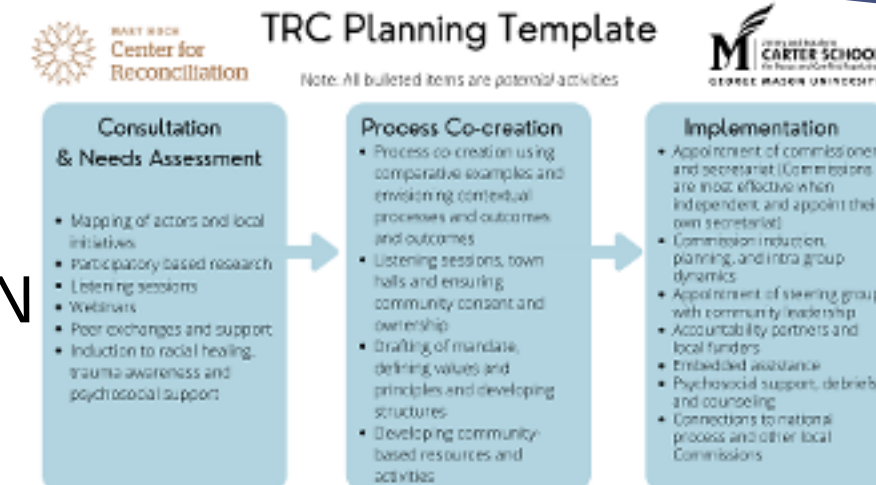 MARY HOCH
Center for
Reconciliation
TRC Planning Template
Note: All bulleted items are potential activities
M
CARTER SCHOOL
GEORGE MASON UNIVERSITY
N
Consultation
& Needs Assessment
• Mapping of actors and local
initiatives
• Participatory based research
• Listening sessions
• Webinars
• Peer exchanges and support
• Induction to racial healing,
trauma awareness and
psychosocial support
Process Co-creation
• Process co-creation using
comparative examples and
envisioning contextual
processes and outcomes
and outcomes
• Listening sessions, town
halls and ensuring
community consent and
ownership
• Drafting of mandate,
defining values and
principles and developing
structures
• Developing community-
based resources and
activities
Implementation
• Appointment of commissioner
and secretariat (Commissions
are most effective when
independent and appoint their
own secretariat)
• Commission induction,
planning, and intra group
dynamics
• Appointment of steering group
with community leadership
• Accountability partners and
local funders
• Embedded assistance
• Psychosocial support, debriefs
and counseling
• Connections to national
process and other local
Commissions